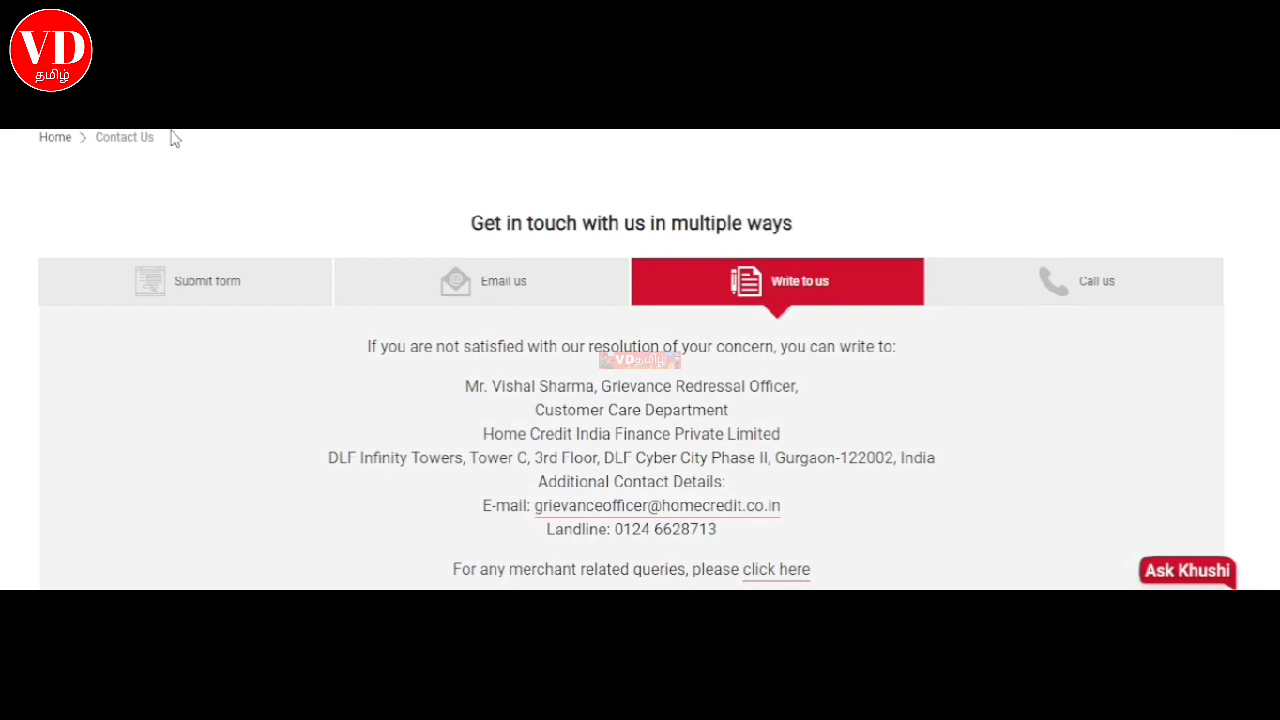 VD
தமிழ்
Home > Contact Us
Get in touch with us in multiple ways
Submit form
Email us
Write to us
Call us
If you are not satisfied with our resolution of your concern, you can write to:
VDதமிழ்
Mr. Vishal Sharma, Grievance Redressal Officer,
Customer Care Department
Home Credit India Finance Private Limited
DLF Infinity Towers, Tower C, 3rd Floor, DLF Cyber City Phase II, Gurgaon-122002, India
Additional Contact Details:
E-mail: grievanceofficer@homecredit.co.in
Landline: 0124 6628713
For any merchant related queries, please click here
Ask Khushi